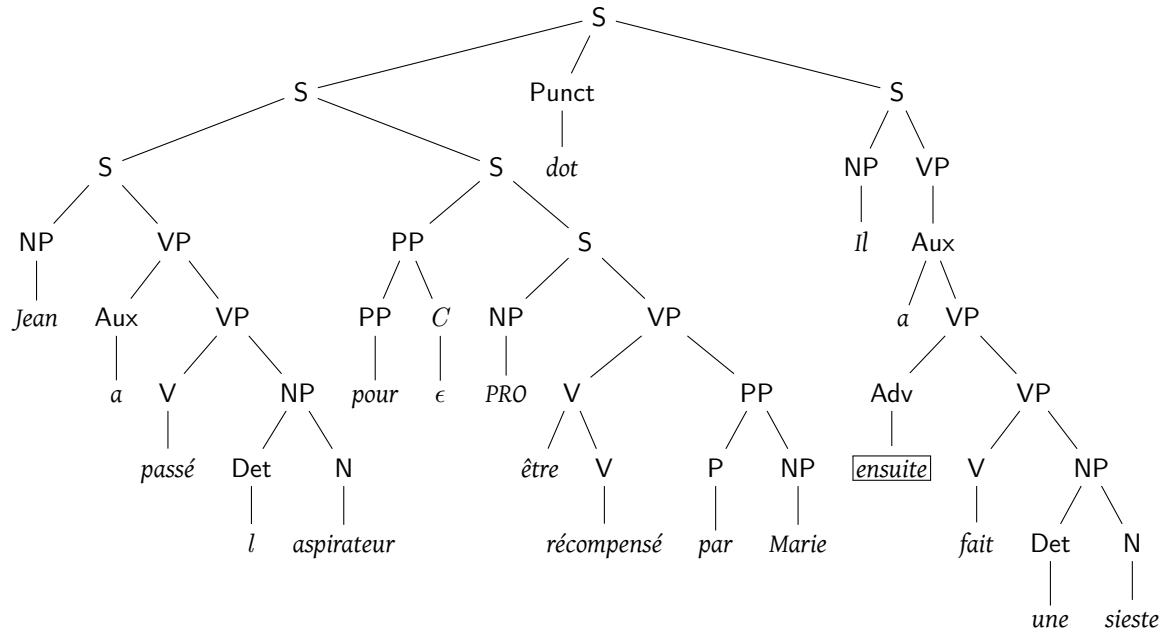 S
S Punct S
S S dot NP VP
NP VP PP S Il Aux
Jean Aux VP PP C NP VP a VP
a V NP pour ϵ PRO V PP Adv VP
passé Det N être V P NP ensuite V NP
l aspirateur récompensé par Marie fait Det N
une sieste